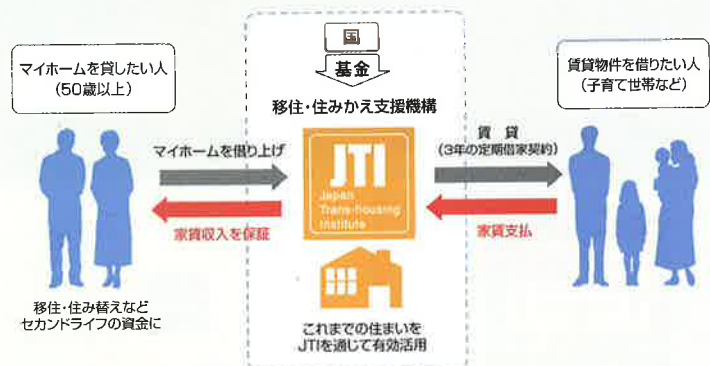 国
基金
移住・住みかえ支援機構
マイホームを貸したい人
(50歳以上)
賃貸物件を借りたい人
(子育て世帯など)
マイホームを借り上げ
賃 貸
(3年の定期借家契約)
JTI
Japan
Trans-housing
Institute
家賃収入を保証
家賃支払
移住・住み替えなど
セカンドライフの資金に
これまでの住まいを
JTIを通じて有効活用